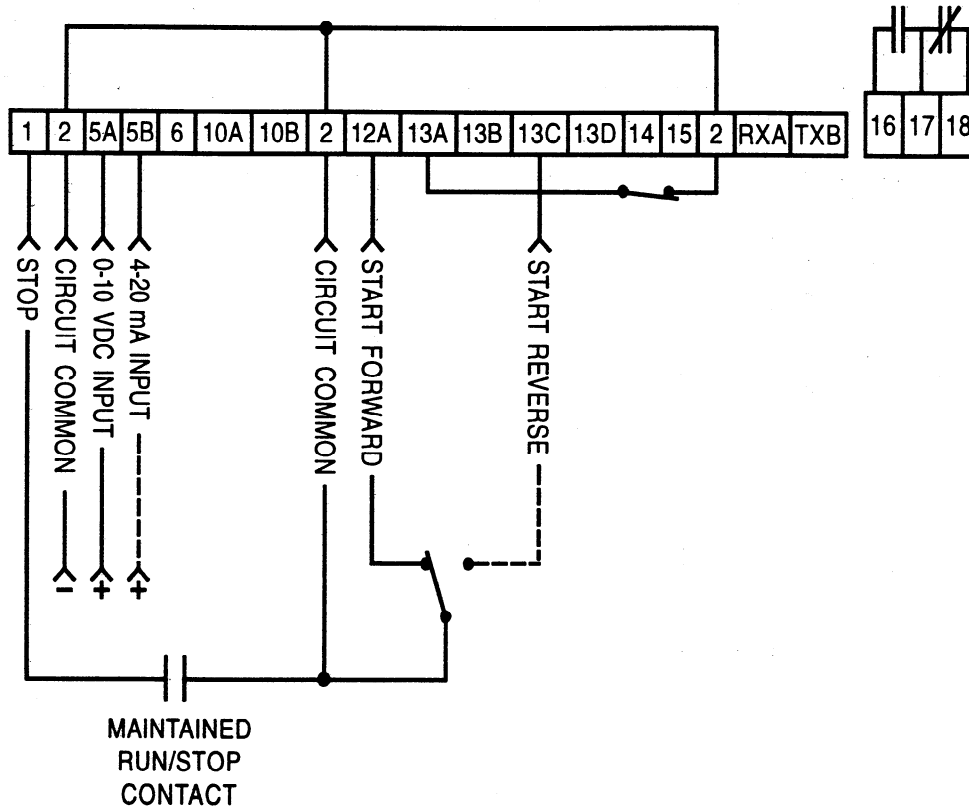 1 2 5A 5B 6 10A 10B 2 12A 13A 13B 13C 13D 14 15 2 RXA TXB
16 17 18
STOP
CIRCUIT COMMON
0-10 VDC INPUT
4-20 mA INPUT
CIRCUIT COMMON
START FORWARD
START REVERSE
- + +
MAINTAINED
RUN/STOP
CONTACT